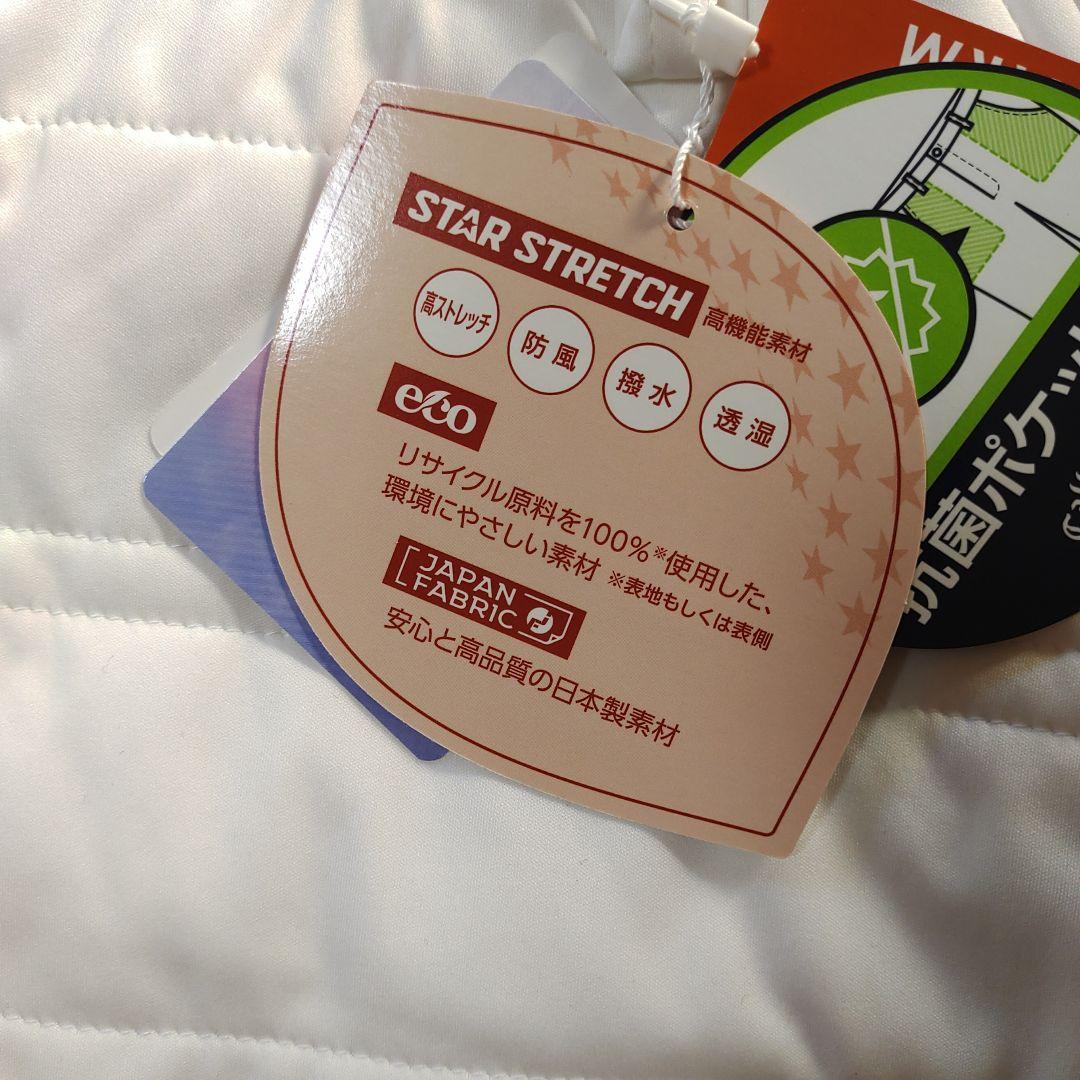 STAR STRETCH
高機能素材
高ストレッチ
防風
撥水
透湿
eco
リサイクル原料を100%※使用した、
環境にやさしい素材 ※表地もしくは表側
JAPAN
FABRIC
安心と高品質の日本製素材
抗菌ポケッ